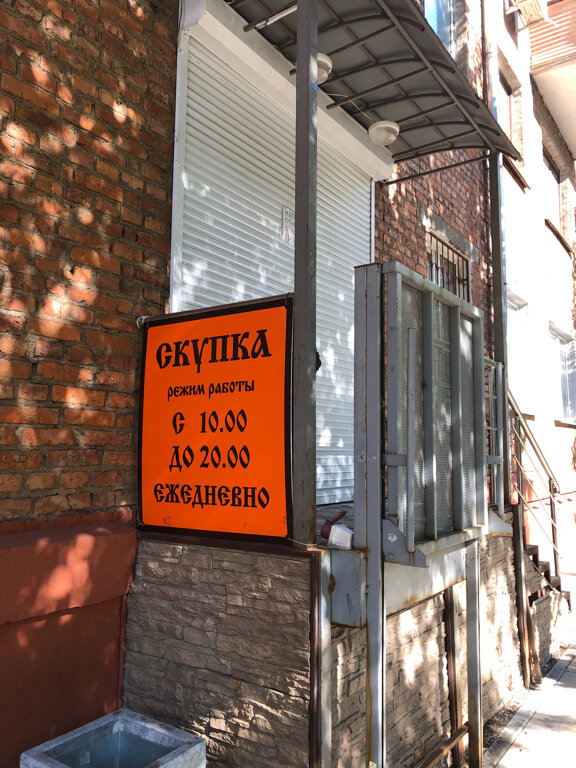 СКУПКА
РЕЖИМ РАБОТЫ
С 10.00
ДО 20.00
ЕЖЕДНЕВНО